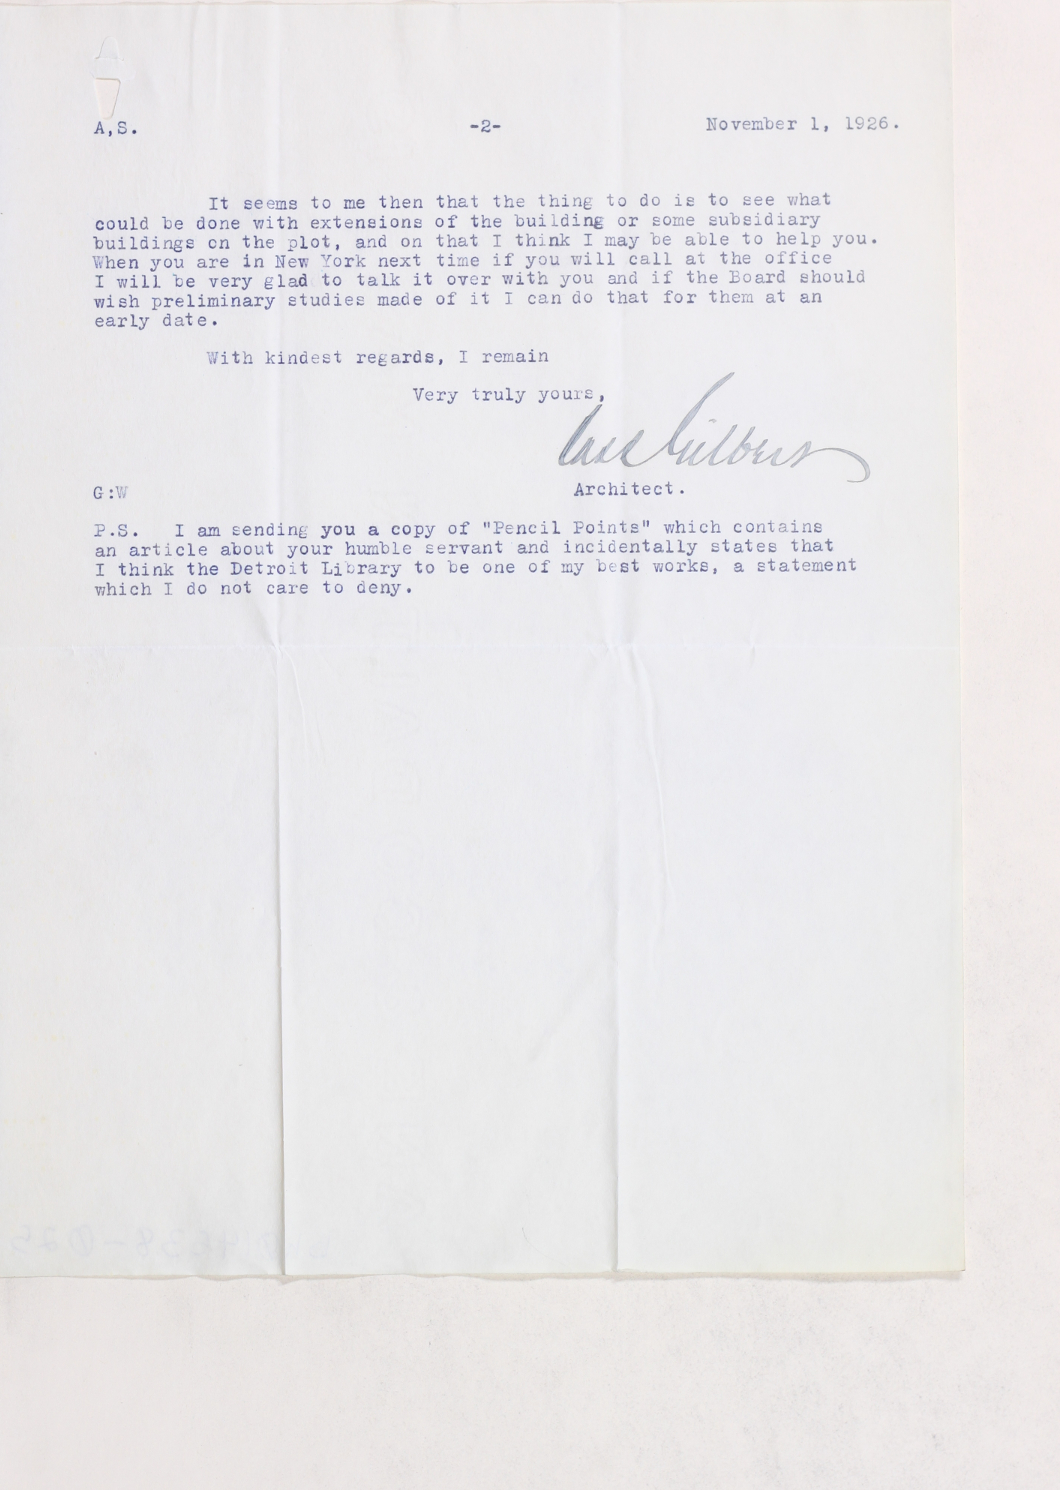 A,S. -2- November 1, 1926.
It seems to me then that the thing to do is to see what
could be done with extensions of the building or some subsidiary
buildings on the plot, and on that I think I may be able to help you.
When you are in New York next time if you will call at the office
I will be very glad to talk it over with you and if the Board should
wish preliminary studies made of it I can do that for them at an
early date.
With kindest regards, I remain
Very truly yours,
Cass Gilbert
Architect.
G:W
P.S. I am sending you a copy of "Pencil Points" which contains
an article about your humble servant and incidentally states that
I think the Detroit Library to be one of my best works, a statement
which I do not care to deny.